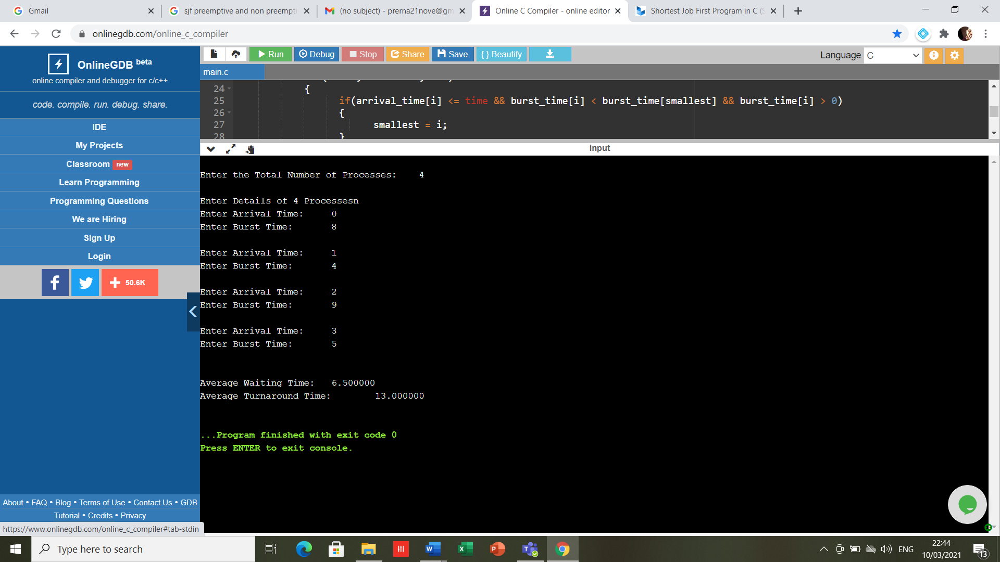 Gmail
sjf preemptive and non preempti
(no subject) - prerna21nove@gm
Online C Compiler - online editor
Shortest Job First Program in C (S
onlinegdb.com/online_c_compiler
OnlineGDB beta
online compiler and debugger for c/c++
code. compile. run. debug. share.
IDE
My Projects
Classroom new
Learn Programming
Programming Questions
We are Hiring
Sign Up
Login
50.6K
About • FAQ • Blog • Terms of Use • Contact Us • GDB
Tutorial • Credits • Privacy
https://www.onlinegdb.com/online_c_compiler#tab-stdin
Run
Debug
Stop
Share
Save
{ } Beautify
Language C
main.c
24 {
25 if(arrival_time[i] <= time && burst_time[i] < burst_time[smallest] && burst_time[i] > 0)
26 {
27 smallest = i;
28 }
input
Enter the Total Number of Processes: 4
Enter Details of 4 Processesn
Enter Arrival Time: 0
Enter Burst Time: 8
Enter Arrival Time: 1
Enter Burst Time: 4
Enter Arrival Time: 2
Enter Burst Time: 9
Enter Arrival Time: 3
Enter Burst Time: 5
Average Waiting Time: 6.500000
Average Turnaround Time: 13.000000
...Program finished with exit code 0
Press ENTER to exit console.
Type here to search
ENG
22:44
10/03/2021
13